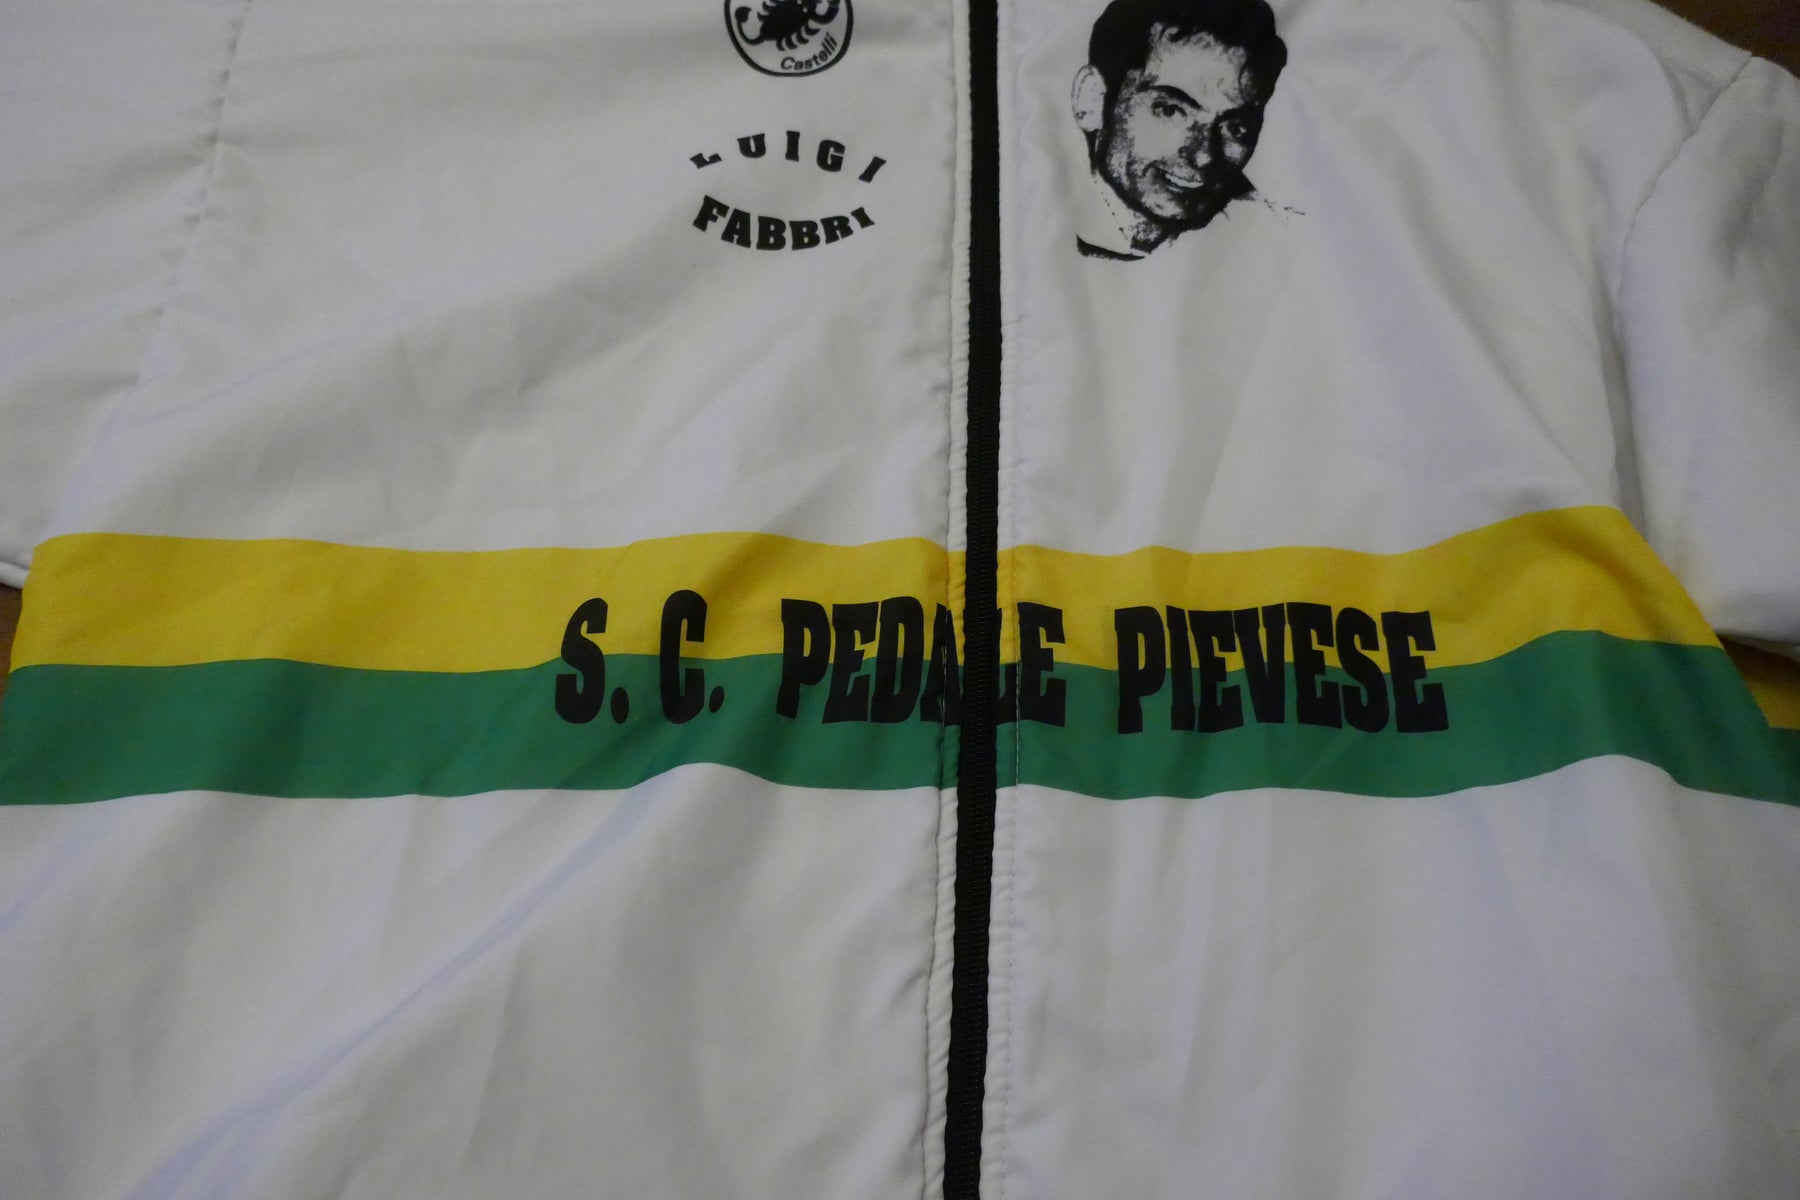 Castelli
LUIGI
FABBRI
S. C. PEDALE PIEVESE